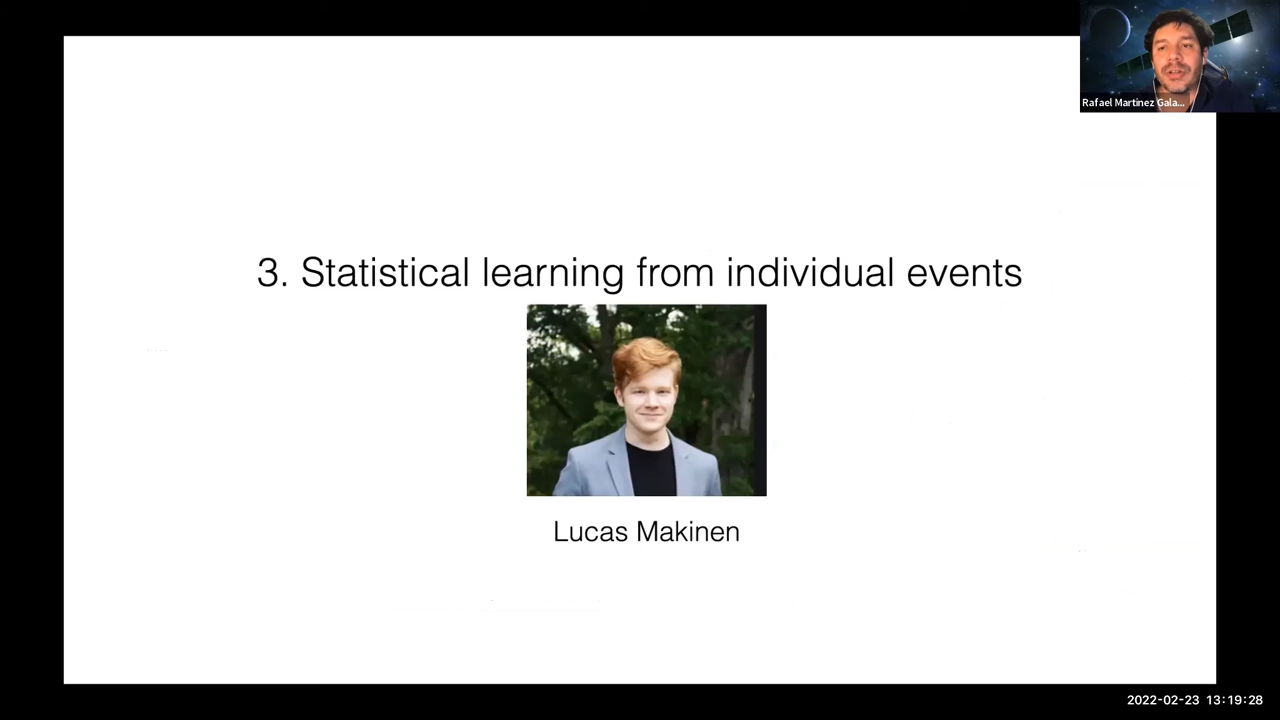 Rafael Martinez Gala...
3. Statistical learning from individual events
Lucas Makinen
2022-02-23 13:19:28